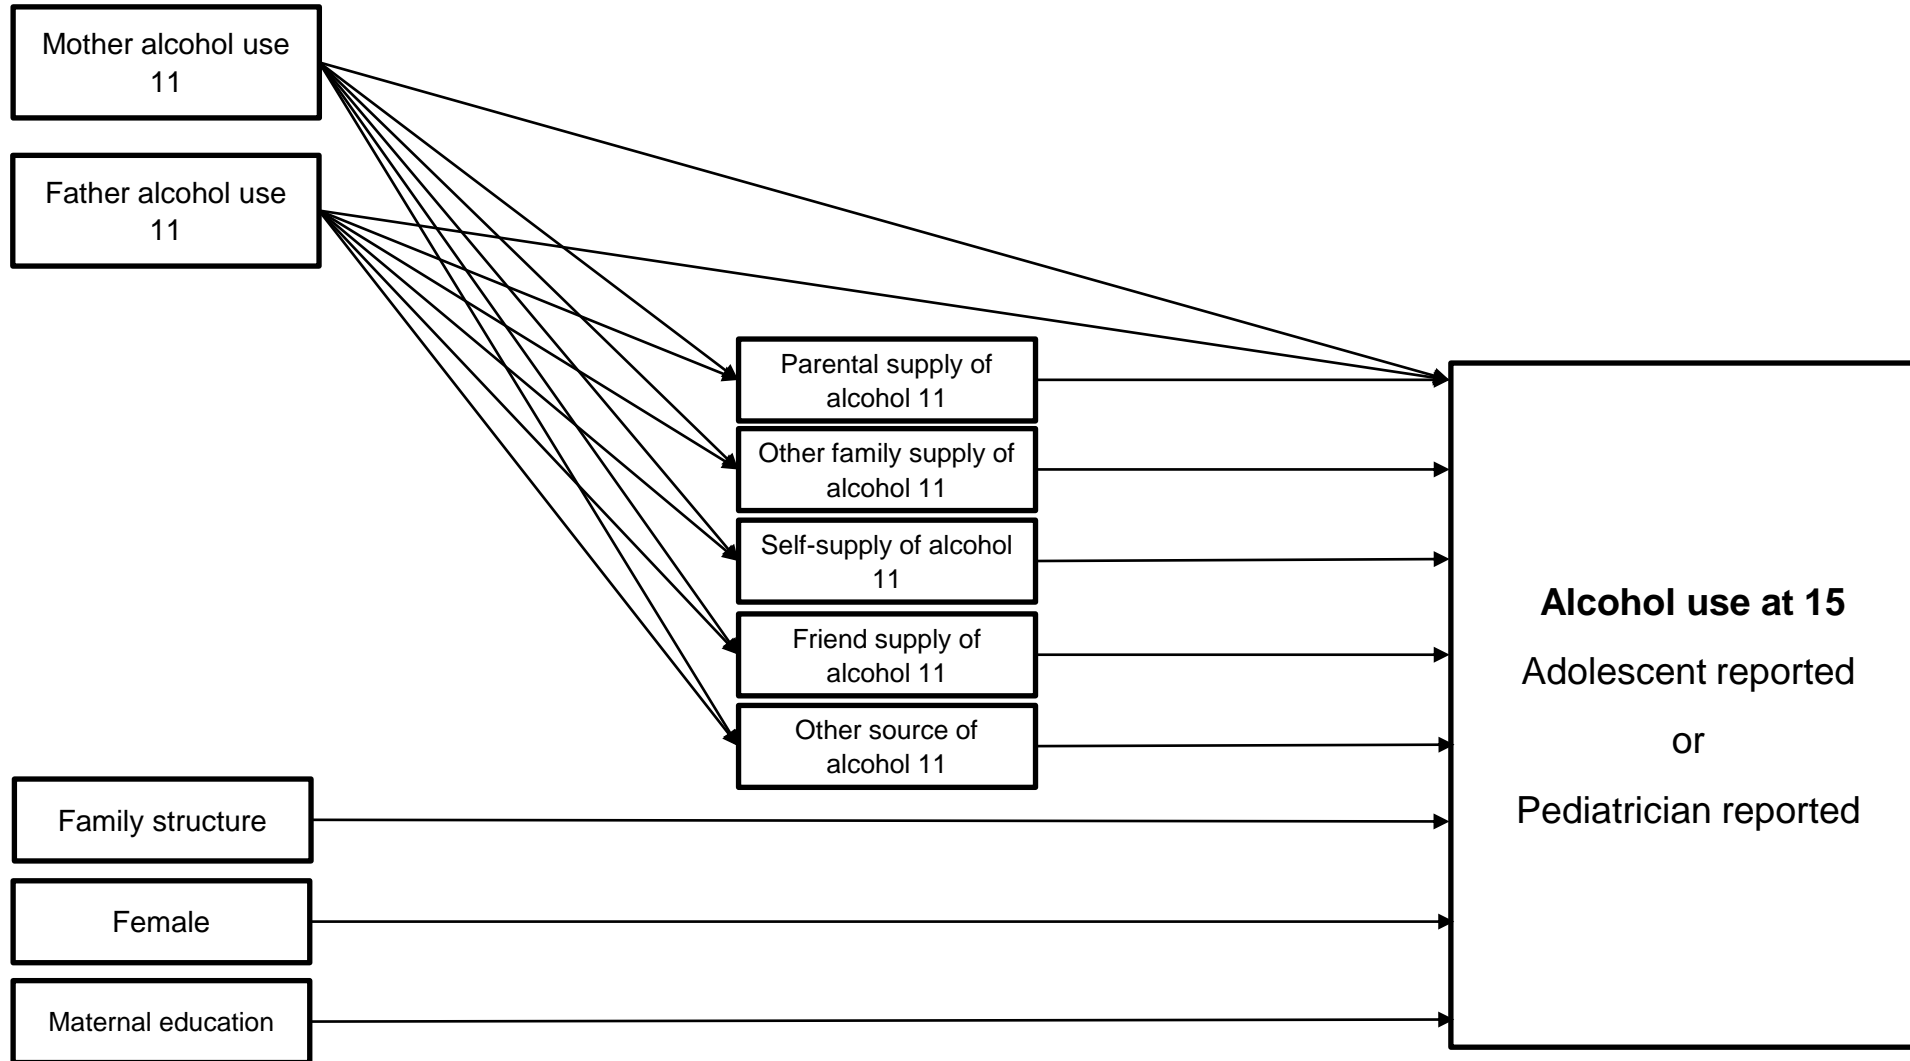 Mother alcohol use
11
Father alcohol use
11
Parental supply of
alcohol 11
Other family supply of
alcohol 11
Self-supply of alcohol
11
Friend supply of
alcohol 11
Other source of
alcohol 11
Family structure
Female
Maternal education
Alcohol use at 15
Adolescent reported
or
Pediatrician reported